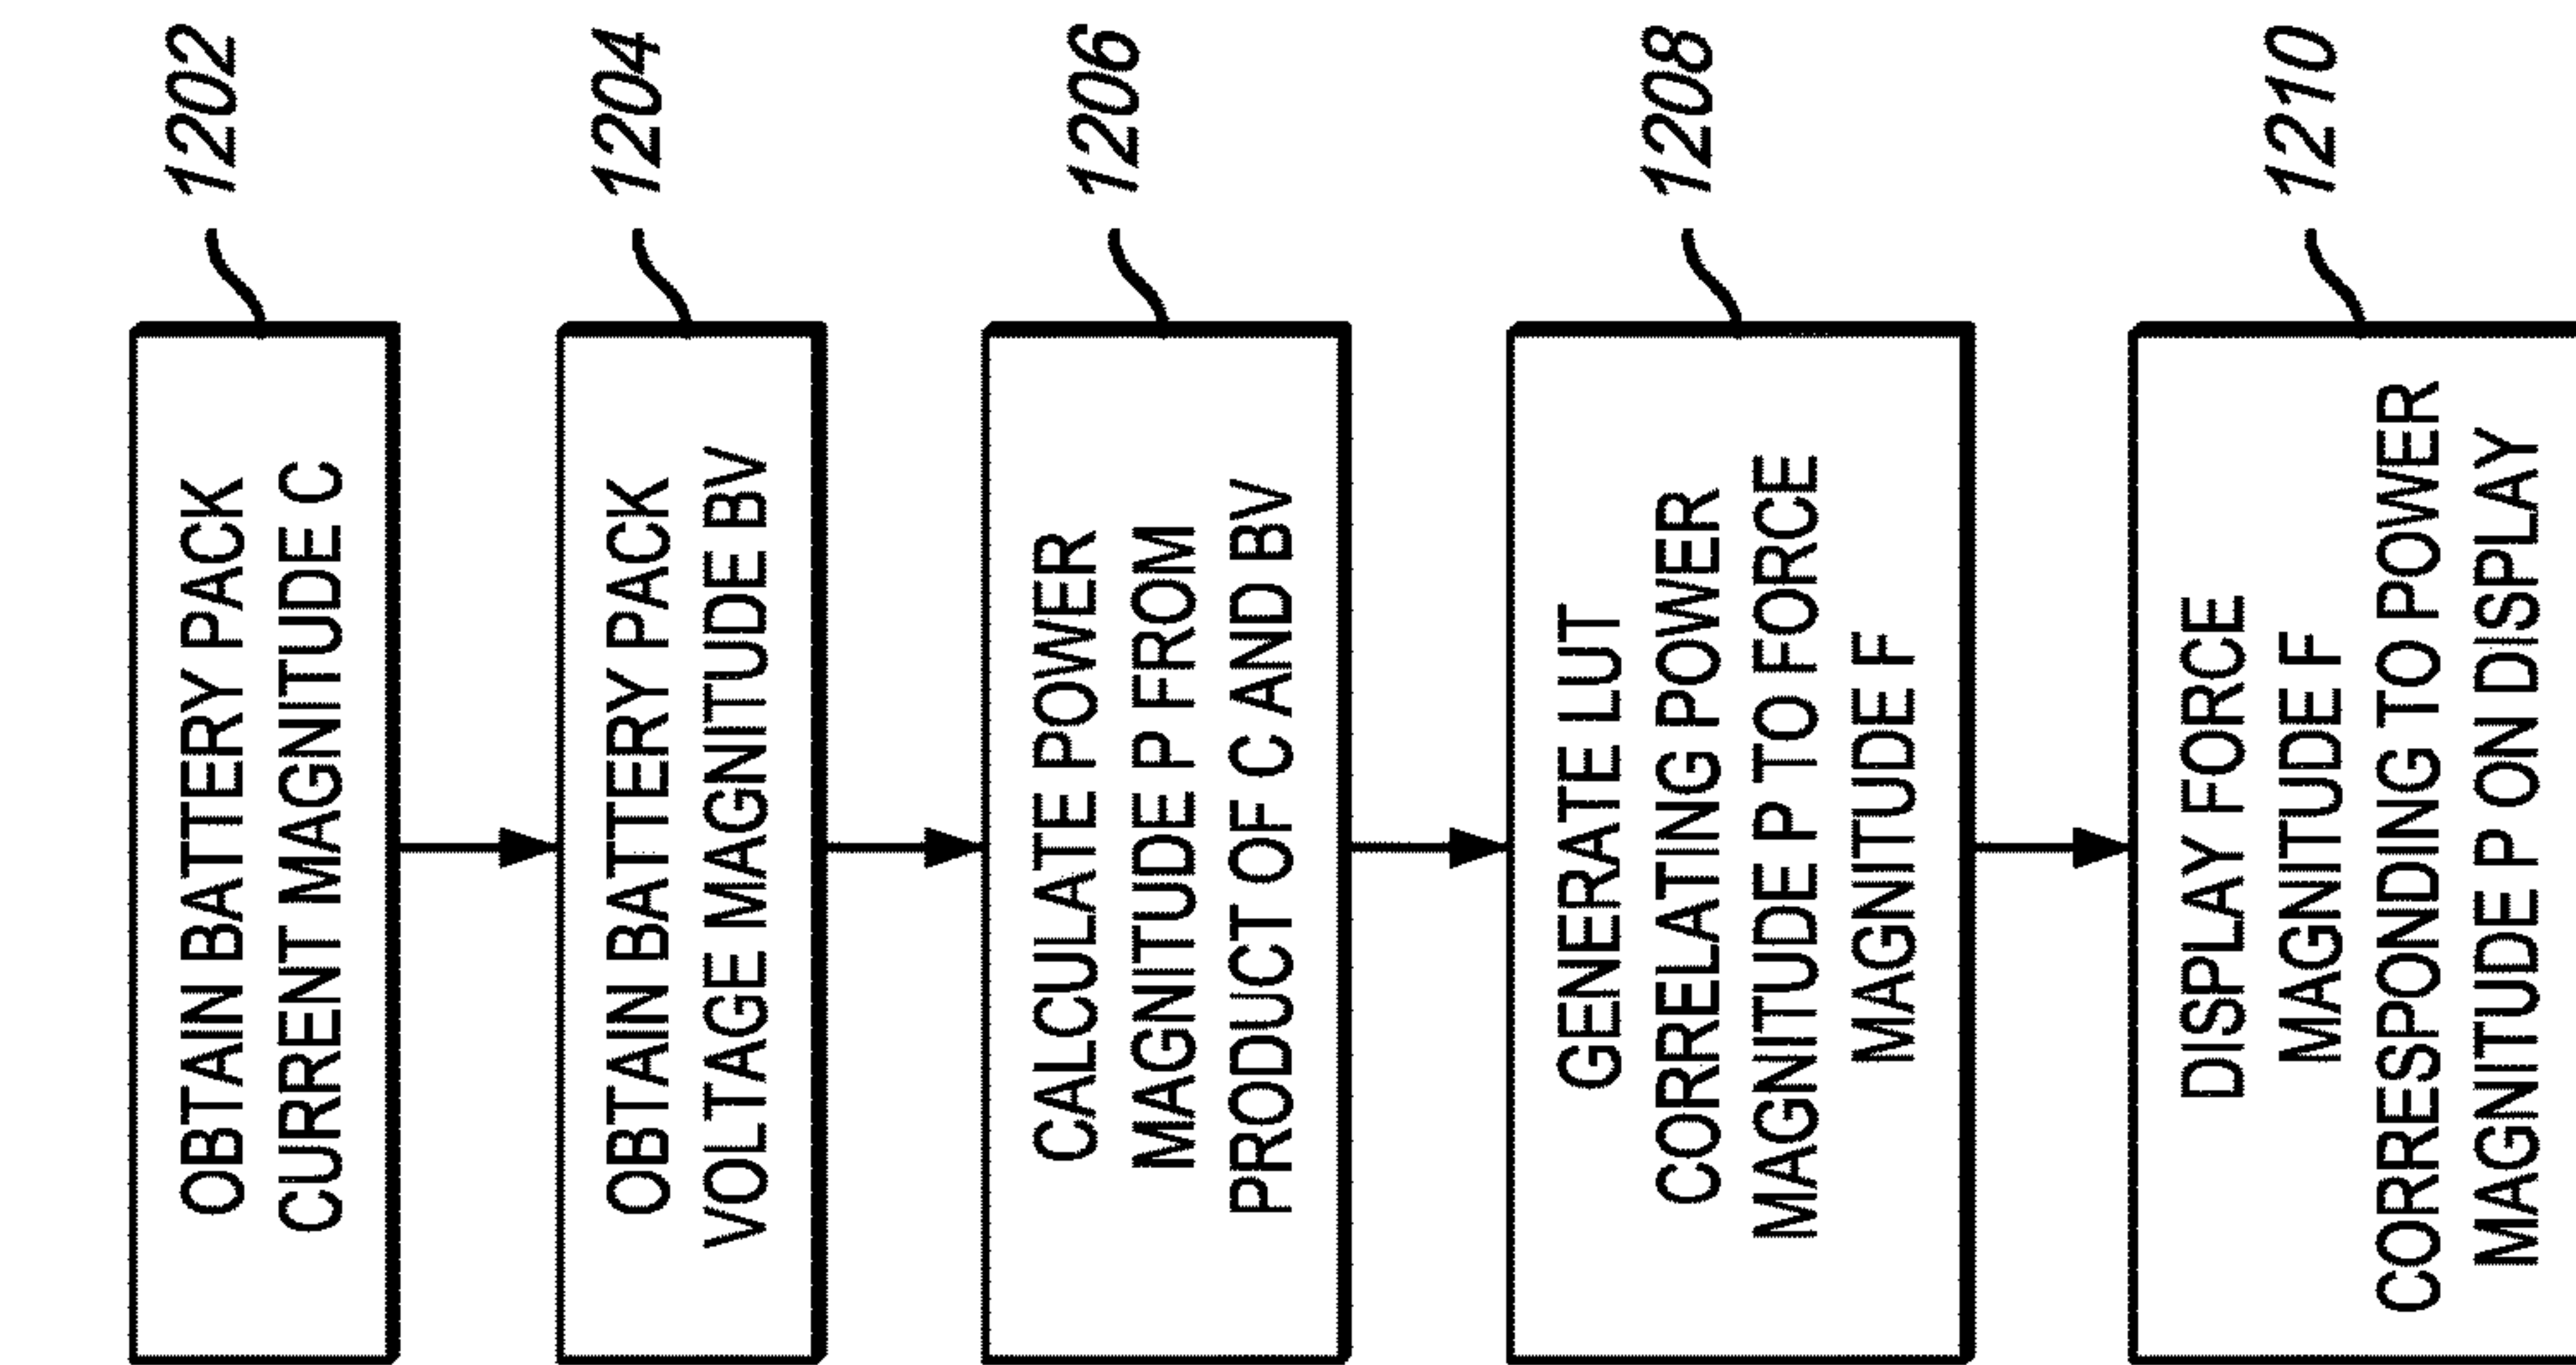 1202
OBTAIN BATTERY PACK
CURRENT MAGNITUDE C
1204
OBTAIN BATTERY PACK
VOLTAGE MAGNITUDE BV
1206
CALCULATE POWER
MAGNITUDE P FROM
PRODUCT OF C AND BV
1208
GENERATE LUT
CORRELATING POWER
MAGNITUDE P TO FORCE
MAGNITUDE F
1210
DISPLAY FORCE
MAGNITUDE F
CORRESPONDING TO POWER
MAGNITUDE P ON DISPLAY